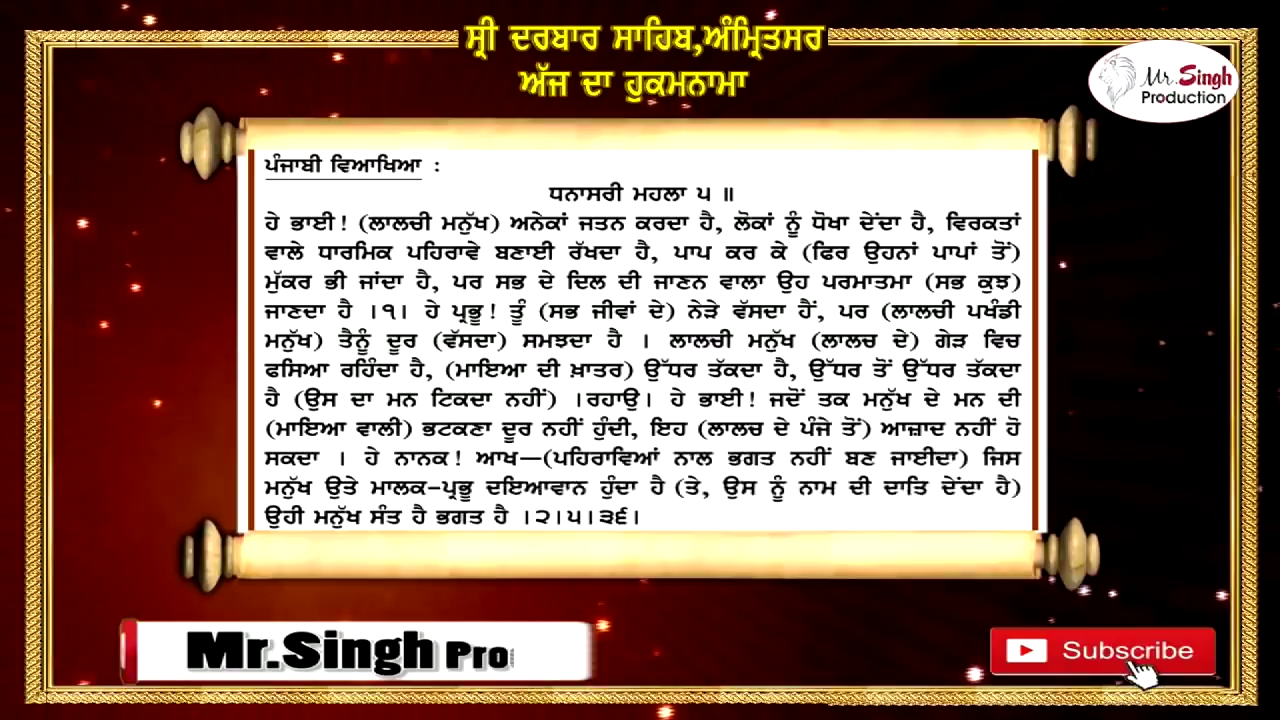 ਸ੍ਰੀ ਦਰਬਾਰ ਸਾਹਿਬ,ਅੰਮ੍ਰਿਤਸਰ
ਅੱਜ ਦਾ ਹੁਕਮਨਾਮਾ
Mr.Singh
Production
ਪੰਜਾਬੀ ਵਿਆਖਿਆ :
ਧਨਾਸਰੀ ਮਹਲਾ ੫ ॥
ਹੇ ਭਾਈ! (ਲਾਲਚੀ ਮਨੁੱਖ) ਅਨੇਕਾਂ ਜਤਨ ਕਰਦਾ ਹੈ, ਲੋਕਾਂ ਨੂੰ ਧੋਖਾ ਦੇਂਦਾ ਹੈ, ਵਿਰਕਤਾਂ
ਵਾਲੇ ਧਾਰਮਿਕ ਪਹਿਰਾਵੇ ਬਣਾਈ ਰੱਖਦਾ ਹੈ, ਪਾਪ ਕਰ ਕੇ (ਫਿਰ ਉਹਨਾਂ ਪਾਪਾਂ ਤੋਂ)
ਮੁੱਕਰ ਭੀ ਜਾਂਦਾ ਹੈ, ਪਰ ਸਭ ਦੇ ਦਿਲ ਦੀ ਜਾਣਨ ਵਾਲਾ ਉਹ ਪਰਮਾਤਮਾ (ਸਭ ਕੁਝ)
ਜਾਣਦਾ ਹੈ ।੧। ਹੇ ਪ੍ਰਭੂ! ਤੂੰ (ਸਭ ਜੀਵਾਂ ਦੇ) ਨੇੜੇ ਵੱਸਦਾ ਹੈਂ, ਪਰ (ਲਾਲਚੀ ਪਖੰਡੀ
ਮਨੁੱਖ) ਤੈਨੂੰ ਦੂਰ (ਵੱਸਦਾ) ਸਮਝਦਾ ਹੈ । ਲਾਲਚੀ ਮਨੁੱਖ (ਲਾਲਚ ਦੇ) ਗੇੜ ਵਿਚ
ਫਸਿਆ ਰਹਿੰਦਾ ਹੈ, (ਮਾਇਆ ਦੀ ਖ਼ਾਤਰ) ਉੱਧਰ ਤੱਕਦਾ ਹੈ, ਉੱਧਰ ਤੋਂ ਉੱਧਰ ਤੱਕਦਾ
ਹੈ (ਉਸ ਦਾ ਮਨ ਟਿਕਦਾ ਨਹੀਂ) ।ਰਹਾਉ। ਹੇ ਭਾਈ! ਜਦੋਂ ਤਕ ਮਨੁੱਖ ਦੇ ਮਨ ਦੀ
(ਮਾਇਆ ਵਾਲੀ) ਭਟਕਣਾ ਦੂਰ ਨਹੀਂ ਹੁੰਦੀ, ਇਹ (ਲਾਲਚ ਦੇ ਪੰਜੇ ਤੋਂ) ਆਜ਼ਾਦ ਨਹੀਂ ਹੋ
ਸਕਦਾ । ਹੇ ਨਾਨਕ! ਆਖ—(ਪਹਿਰਾਵਿਆਂ ਨਾਲ ਭਗਤ ਨਹੀਂ ਬਣ ਜਾਈਦਾ) ਜਿਸ
ਮਨੁੱਖ ਉਤੇ ਮਾਲਕ-ਪ੍ਰਭੂ ਦਇਆਵਾਨ ਹੁੰਦਾ ਹੈ (ਤੇ, ਉਸ ਨੂੰ ਨਾਮ ਦੀ ਦਾਤਿ ਦੇਂਦਾ ਹੈ)
ਉਹੀ ਮਨੁੱਖ ਸੰਤ ਹੈ ਭਗਤ ਹੈ ।੨।੫।੩੬।
Mr.Singh Pro
Subscribe